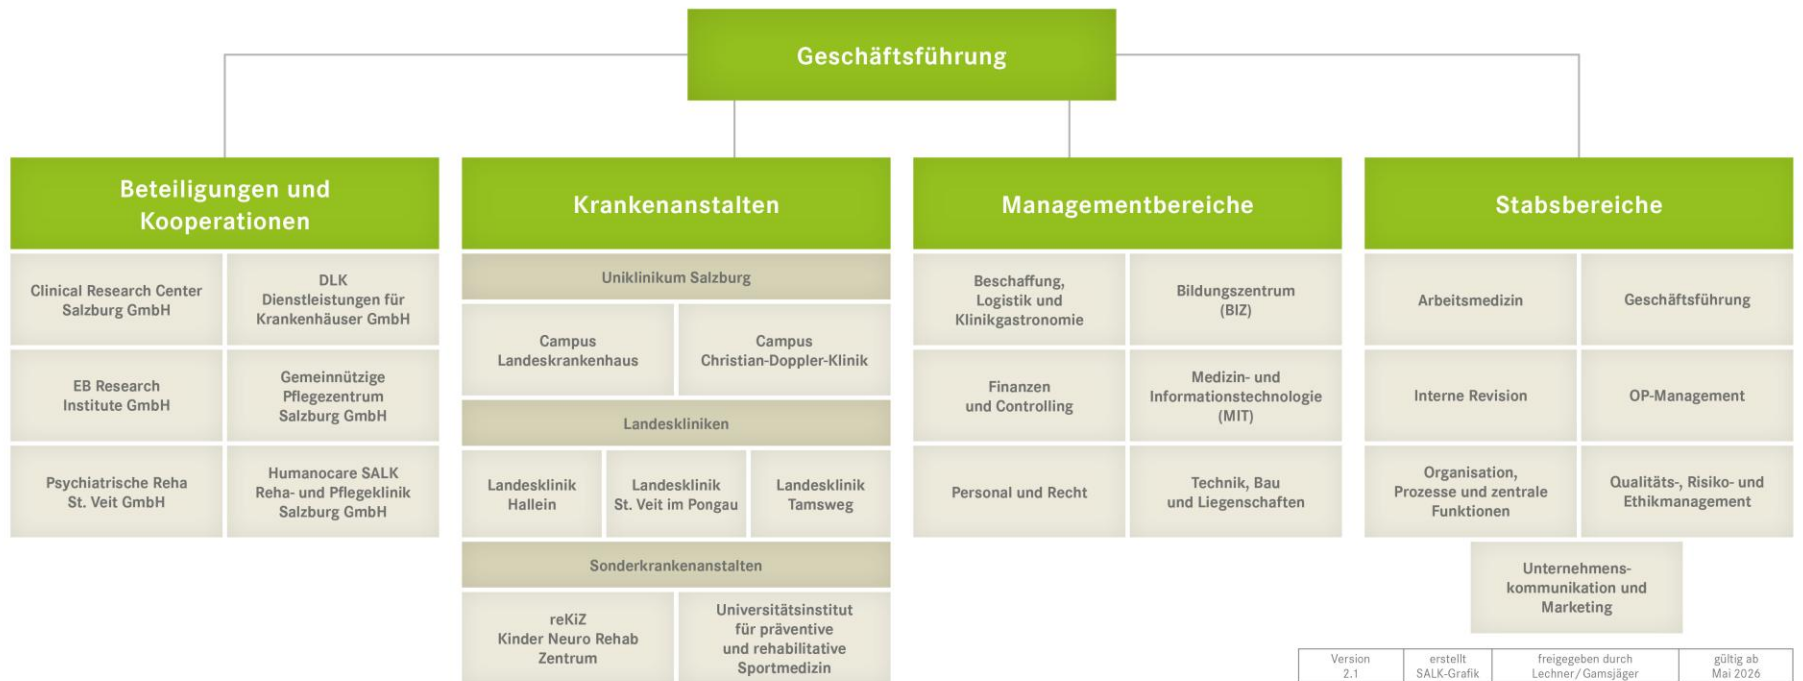 Geschäftsführung
Beteiligungen und
Kooperationen
Clinical Research Center
Salzburg GmbH
DLK
Dienstleistungen für
Krankenhäuser GmbH
EB Research
Institute GmbH
Gemeinnützige
Pflegezentrum
Salzburg GmbH
Psychiatrische Reha
St. Veit GmbH
Humanocare SALK
Reha- und Pflegeklinik
Salzburg GmbH
Krankenanstalten
Uniklinikum Salzburg
Campus
Landeskrankenhaus
Campus
Christian-Doppler-Klinik
Landeskliniken
Landesklinik
Hallein
Landesklinik
St. Veit im Pongau
Landesklinik
Tamsweg
Sonderkrankenanstalten
reKiZ
Kinder Neuro Rehab
Zentrum
Universitätsinstitut
für präventive
und rehabilitative
Sportmedizin
Managementbereiche
Beschaffung,
Logistik und
Klinikgastronomie
Bildungszentrum
(BIZ)
Finanzen
und Controlling
Medizin- und
Informationstechnologie
(MIT)
Personal und Recht
Technik, Bau
und Liegenschaften
Stabsbereiche
Arbeitsmedizin
Geschäftsführung
Interne Revision
OP-Management
Organisation,
Prozesse und zentrale
Funktionen
Qualitäts-, Risiko- und
Ethikmanagement
Unternehmens-
kommunikation und
Marketing
Version
2.1
erstellt
SALK-Grafik
freigegeben durch
Lechner/Gamsjäger
gültig ab
Mai 2026